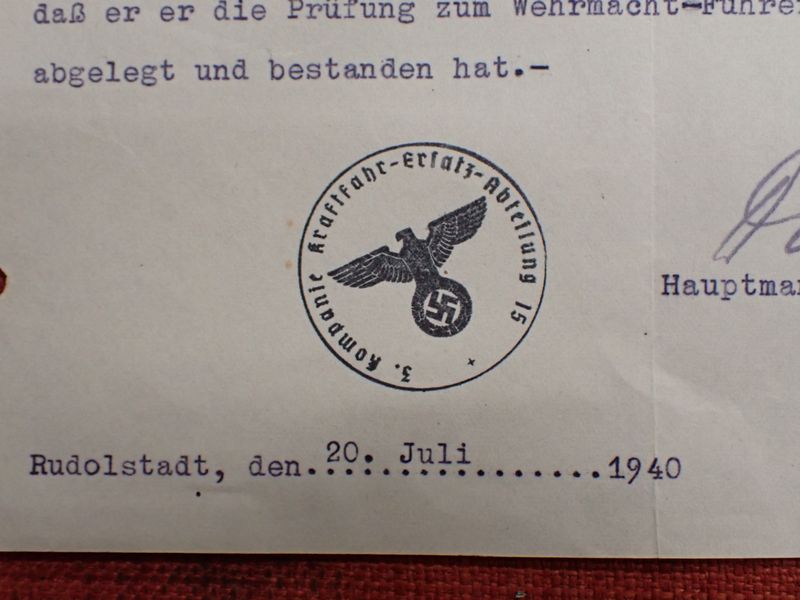 daß er er die Prüfung zum Wehrmacht-Führer
abgelegt und bestanden hat.-
3. Kompanie Kraftfahr-Ersatz-Abteilung 15
Hauptman
Rudolstadt, den.20. Juli...............1940